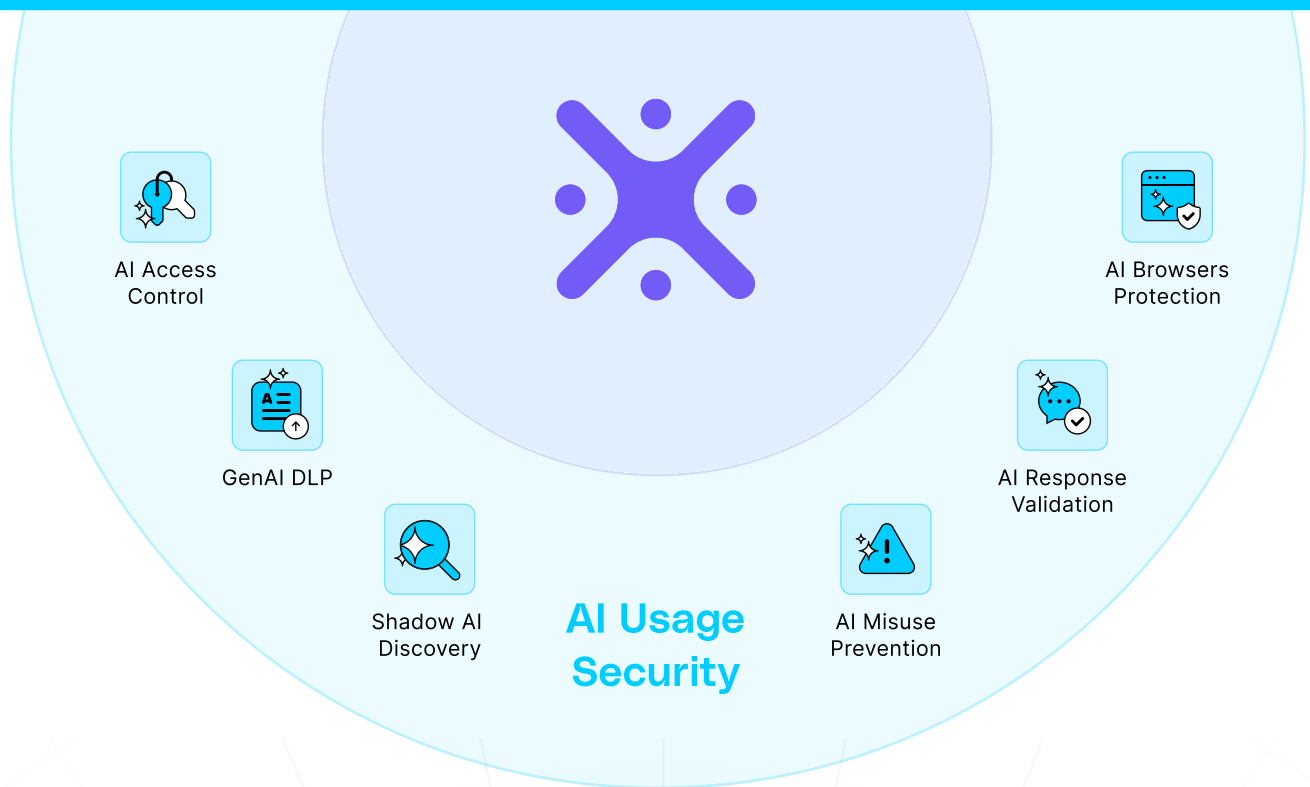 AI Access
Control
AI Browsers
Protection
A
GenAI DLP
AI Response
Validation
Shadow AI
Discovery
AI Usage
Security
AI Misuse
Prevention